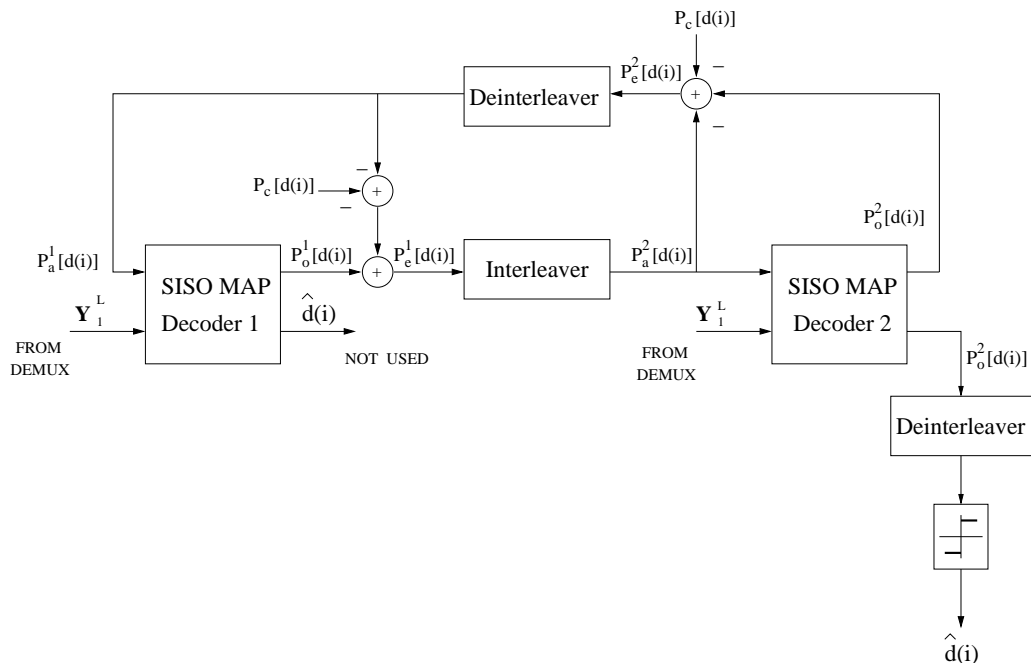 P_c[d(i)]
−
P_e^2[d(i)]
Deinterleaver
+
−
−
P_c[d(i)]
+
−
P_o^2[d(i)]
P_a^1[d(i)]
SISO MAP
Decoder 1
P_o^1[d(i)]
+
P_e^1[d(i)]
Interleaver
P_a^2[d(i)]
SISO MAP
Decoder 2
Y_1^L
FROM
DEMUX
d̂(i)
NOT USED
Y_1^L
FROM
DEMUX
P_o^2[d(i)]
Deinterleaver
d̂(i)